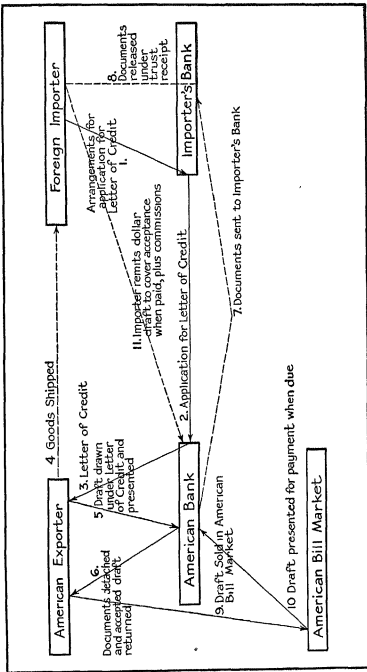 Foreign Importer
8.
Documents
released
under
trust
receipt
Importer's Bank
Arrangements for
application for
Letter of Credit
1.
11. Importer remits dollar
draft to cover acceptance
when paid, plus commissions
2. Application for Letter of Credit
7. Documents sent to Importer's Bank
4 Goods Shipped
3. Letter of Credit
5 Draft drawn
under Letter
of Credit and
presented
American Exporter
6.
Documents detached
and accepted draft
returned
American Bank
9. Draft Sold in American
Bill Market
10 Draft presented for payment when due
American Bill Market